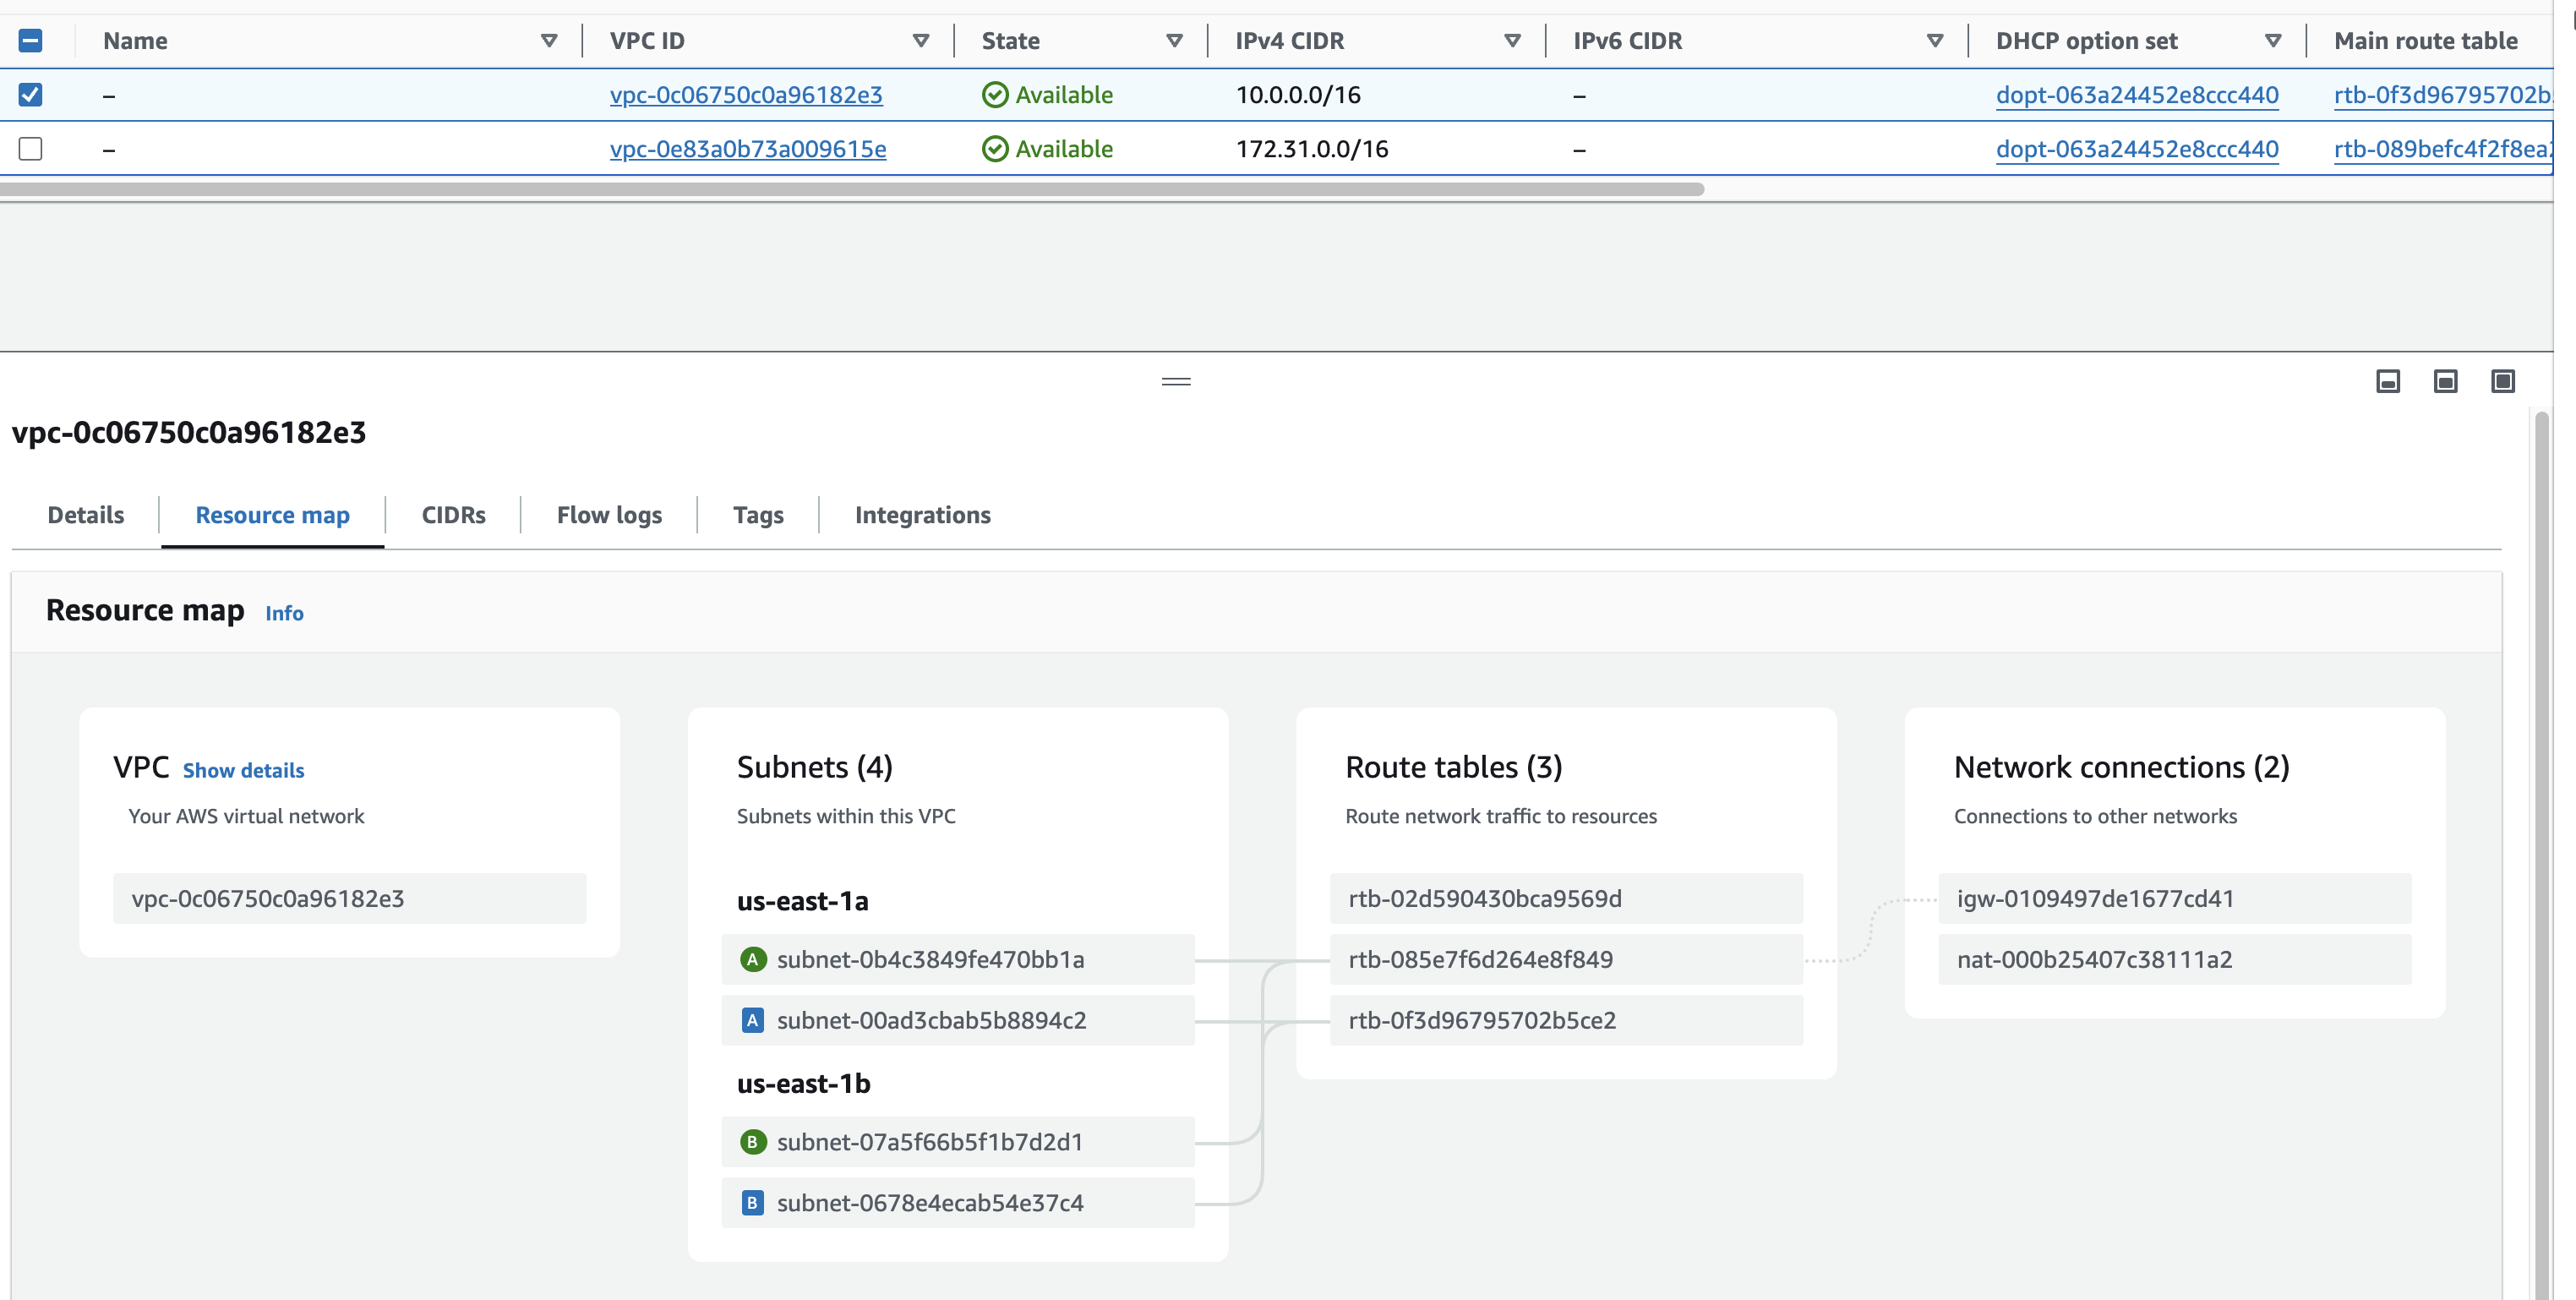 Name VPC ID State IPv4 CIDR IPv6 CIDR DHCP option set Main route table
– vpc-0c06750c0a96182e3 Available 10.0.0.0/16 – dopt-063a24452e8ccc440 rtb-0f3d96795702b
– vpc-0e83a0b73a009615e Available 172.31.0.0/16 – dopt-063a24452e8ccc440 rtb-089befc4f2f8ea
vpc-0c06750c0a96182e3
Details Resource map CIDRs Flow logs Tags Integrations
Resource map Info
VPC Show details
Your AWS virtual network
vpc-0c06750c0a96182e3
Subnets (4)
Subnets within this VPC
us-east-1a
A subnet-0b4c3849fe470bb1a
A subnet-00ad3cbab5b8894c2
us-east-1b
B subnet-07a5f66b5f1b7d2d1
B subnet-0678e4ecab54e37c4
Route tables (3)
Route network traffic to resources
rtb-02d590430bca9569d
rtb-085e7f6d264e8f849
rtb-0f3d96795702b5ce2
Network connections (2)
Connections to other networks
igw-0109497de1677cd41
nat-000b25407c38111a2